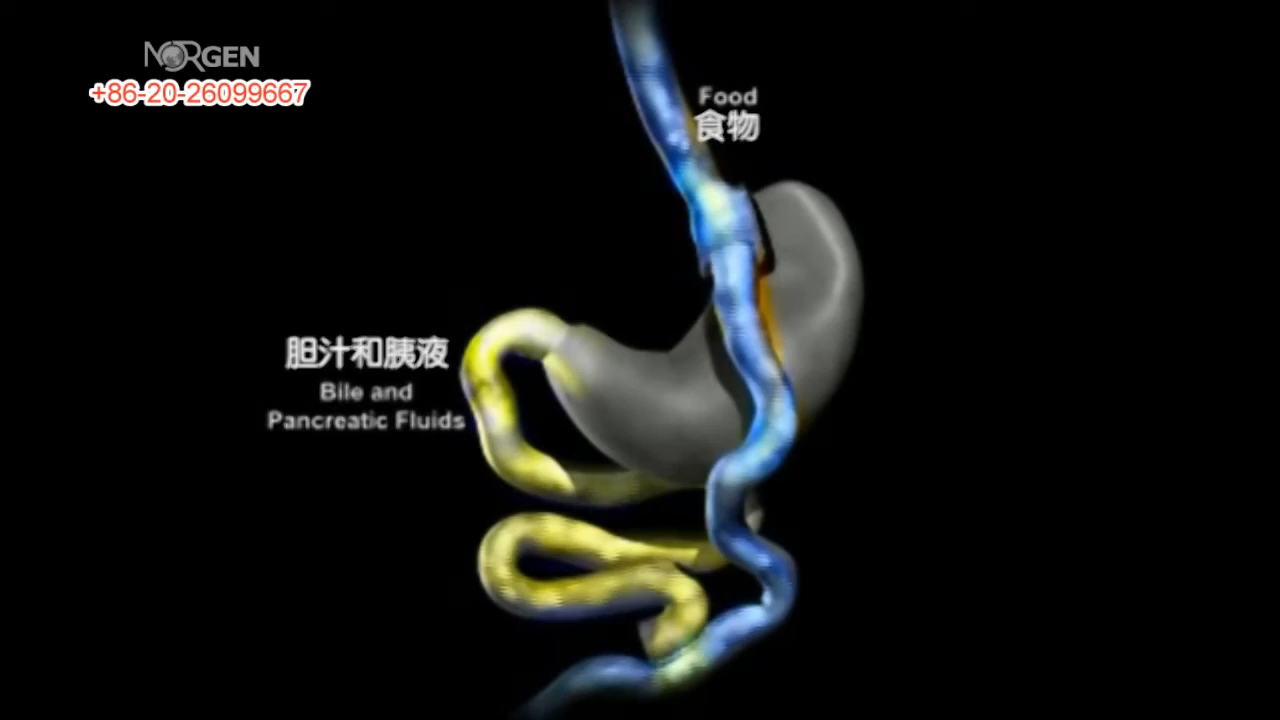 NORGEN
+86-20-26099667
Food
食物
胆汁和胰液
Bile and
Pancreatic Fluids